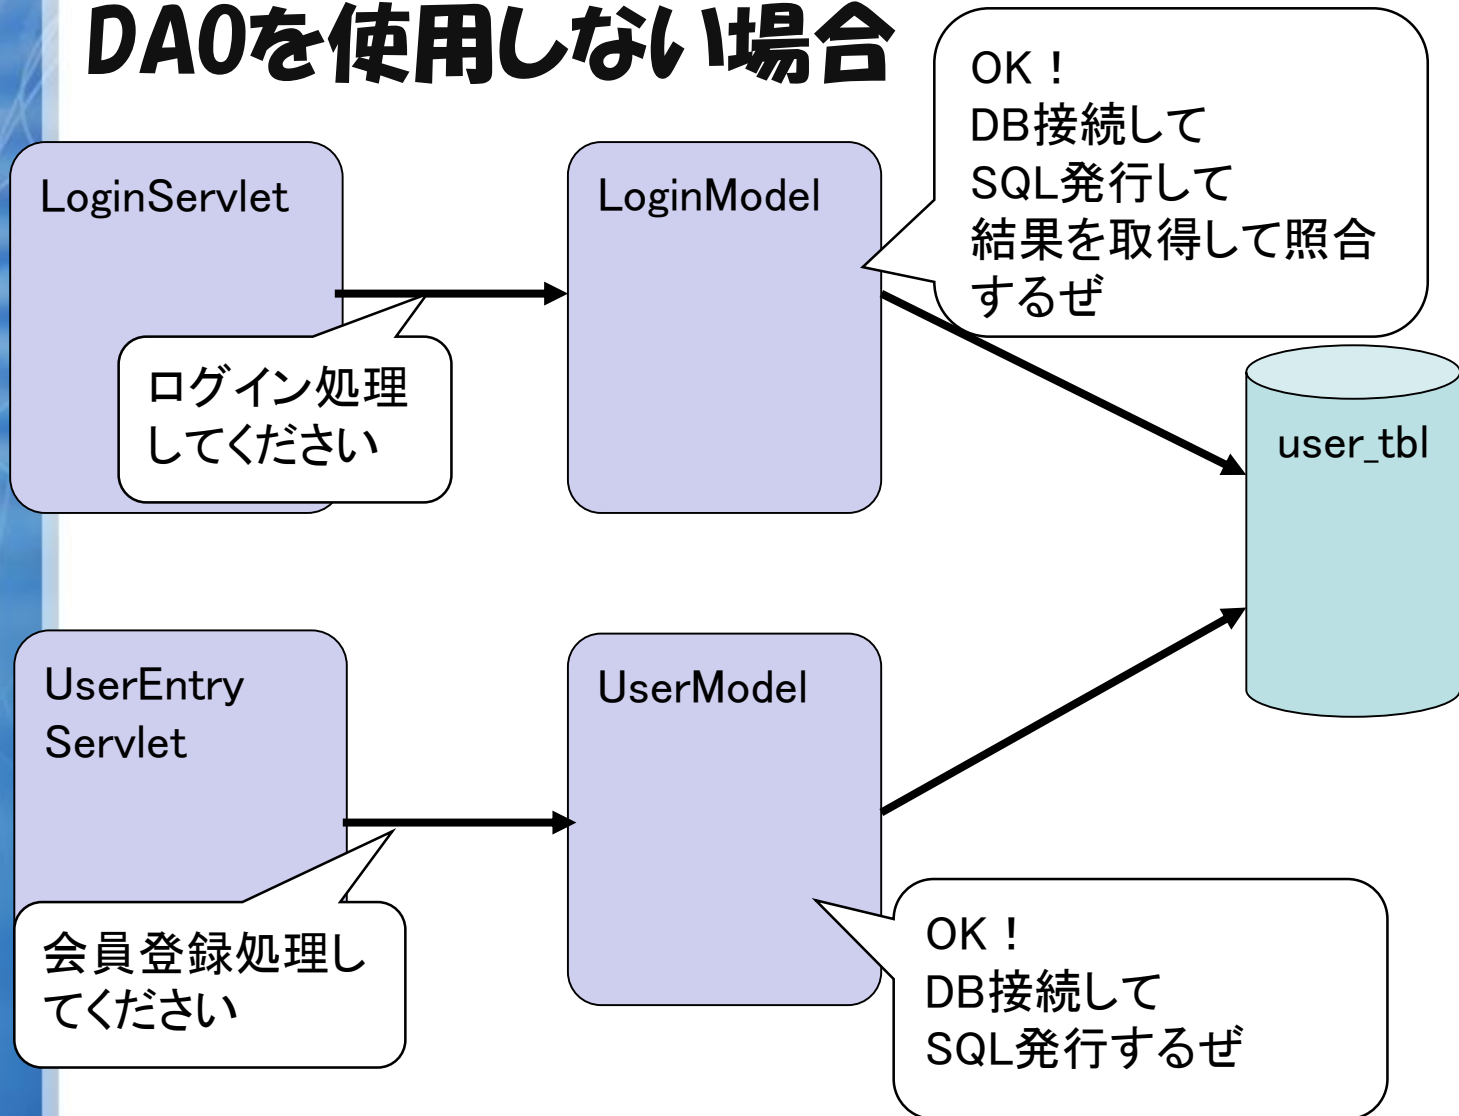 DAOを使用しない場合
OK！
DB接続して
SQL発行して
結果を取得して照合
するぜ
LoginServlet
LoginModel
ログイン処理
してください
user_tbl
UserEntry
Servlet
UserModel
会員登録処理し
てください
OK！
DB接続して
SQL発行するぜ